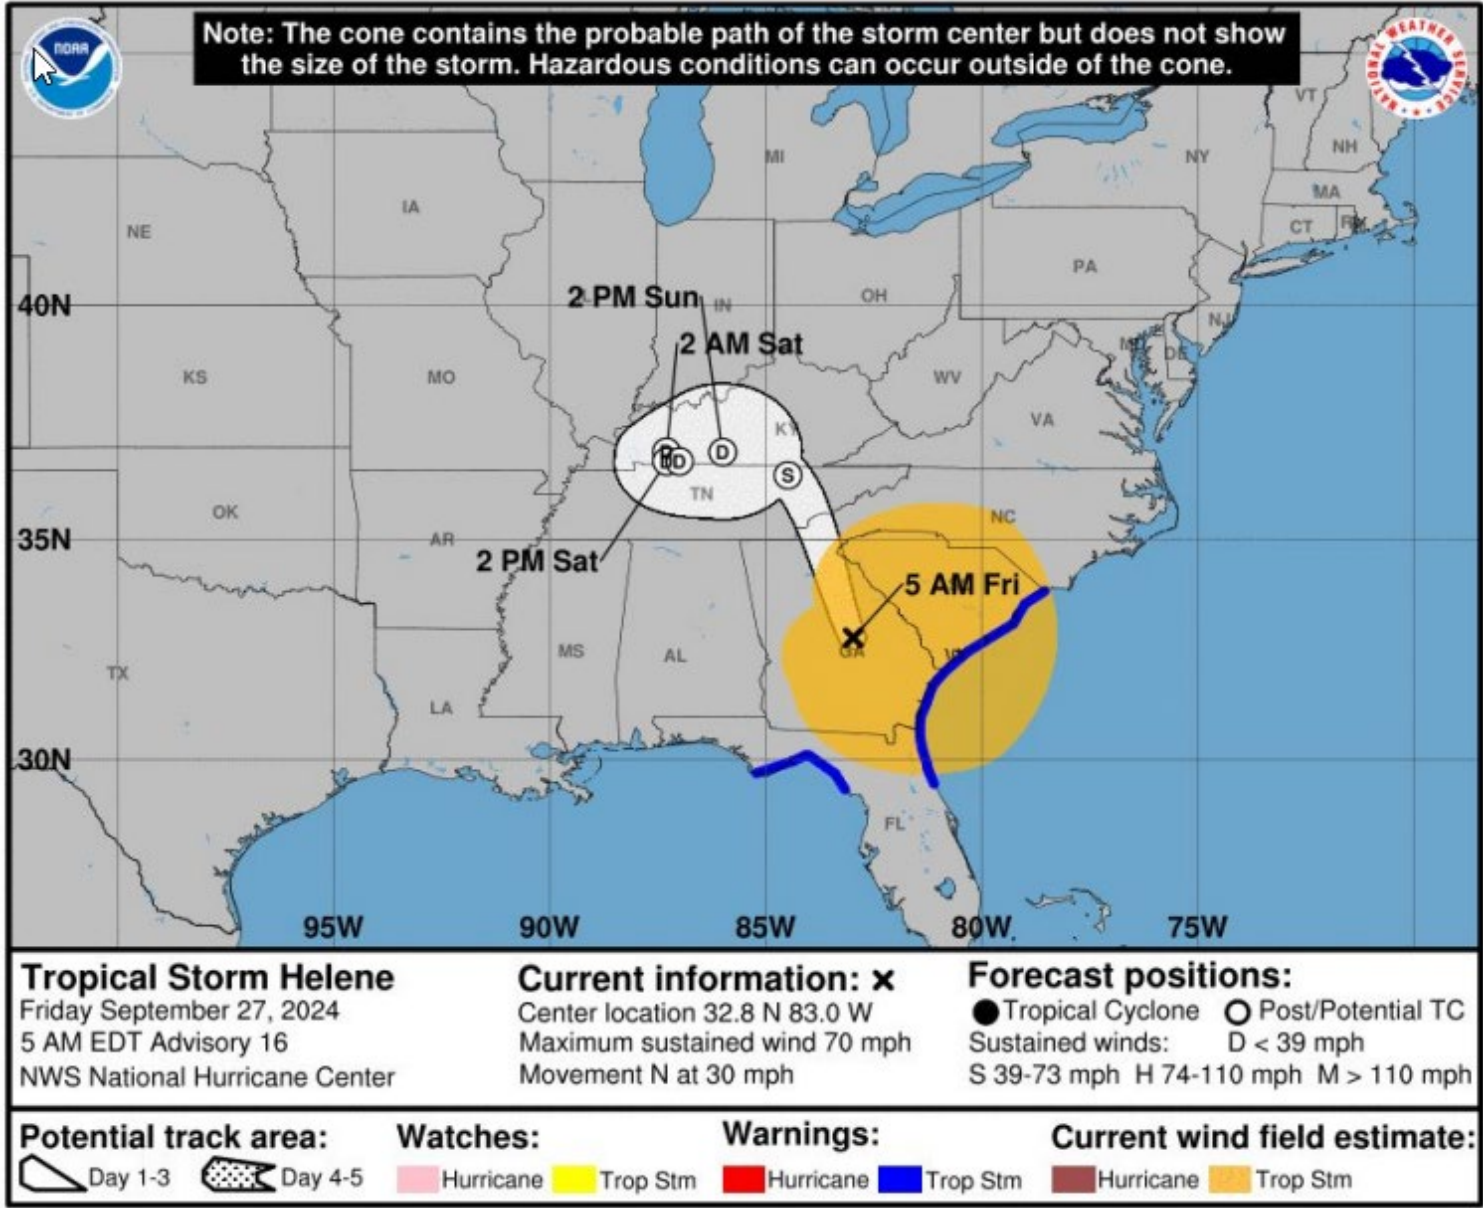 Note: The cone contains the probable path of the storm center but does not show
the size of the storm. Hazardous conditions can occur outside of the cone.
NOAA
NATIONAL WEATHER SERVICE
VT
NH
MI
NY
MA
IA
CT
NE
PA
40N
2 PM Sun
IN
OH
NJ
2 AM Sat
DE
KS
MO
WV
VA
KY
D
D
S
TN
OK
NC
AR
35N
2 PM Sat
5 AM Fri
MS
AL
GA
TX
LA
30N
FL
95W
90W
85W
80W
75W
Tropical Storm Helene
Friday September 27, 2024
5 AM EDT Advisory 16
NWS National Hurricane Center
Current information: ×
Center location 32.8 N 83.0 W
Maximum sustained wind 70 mph
Movement N at 30 mph
Forecast positions:
Tropical Cyclone Post/Potential TC
Sustained winds: D < 39 mph
S 39-73 mph H 74-110 mph M > 110 mph
Potential track area:
Day 1-3 Day 4-5
Watches:
Hurricane Trop Stm
Warnings:
Hurricane Trop Stm
Current wind field estimate:
Hurricane Trop Stm